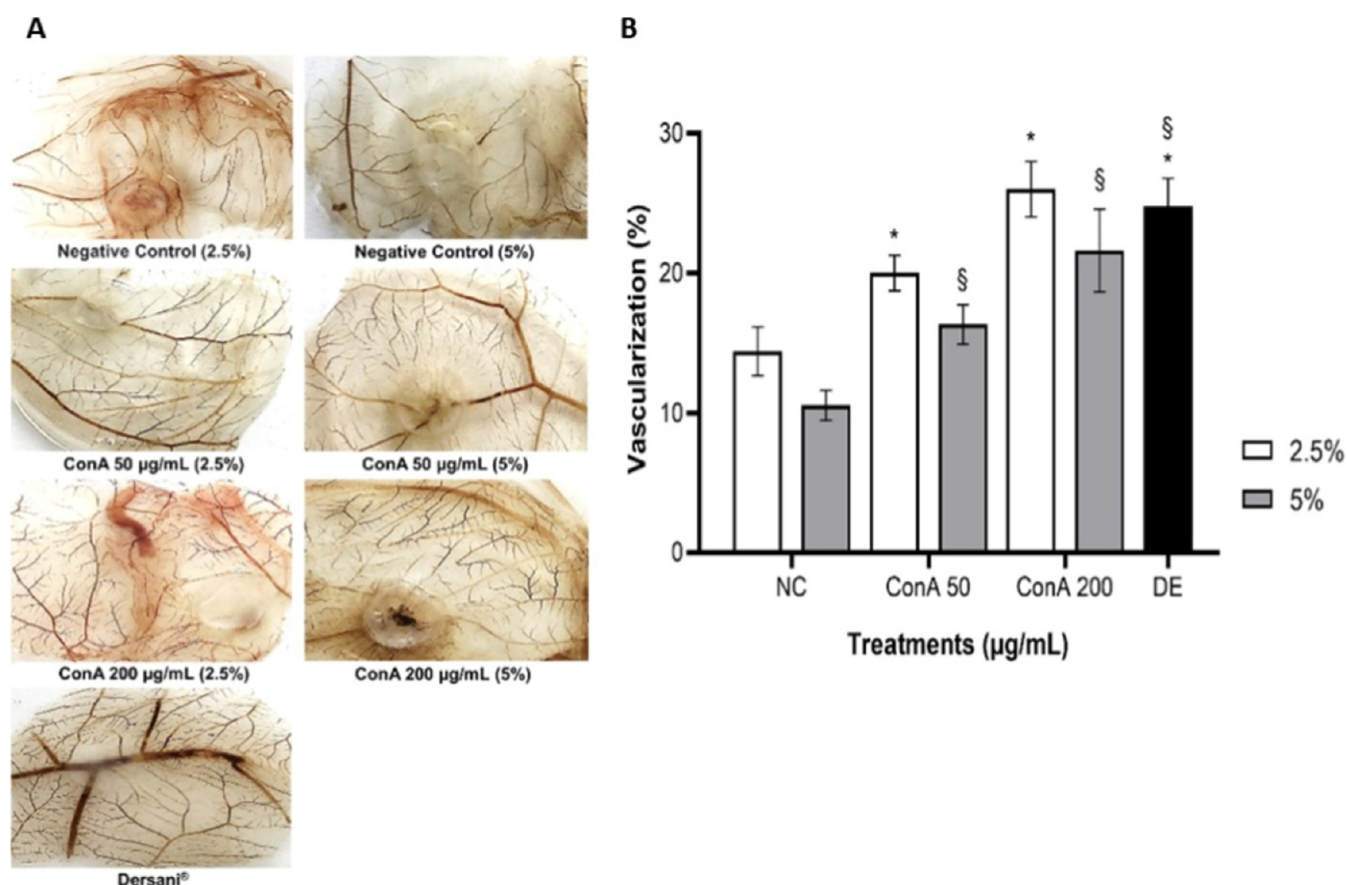 A
Negative Control (2.5%)
Negative Control (5%)
ConA 50 µg/mL (2.5%)
ConA 50 µg/mL (5%)
ConA 200 µg/mL (2.5%)
ConA 200 µg/mL (5%)
Dersani®
B
Vascularization (%)
30
20
10
0
*
§
*
§
§
*
NC
ConA 50
ConA 200
DE
Treatments (µg/mL)
2.5%
5%